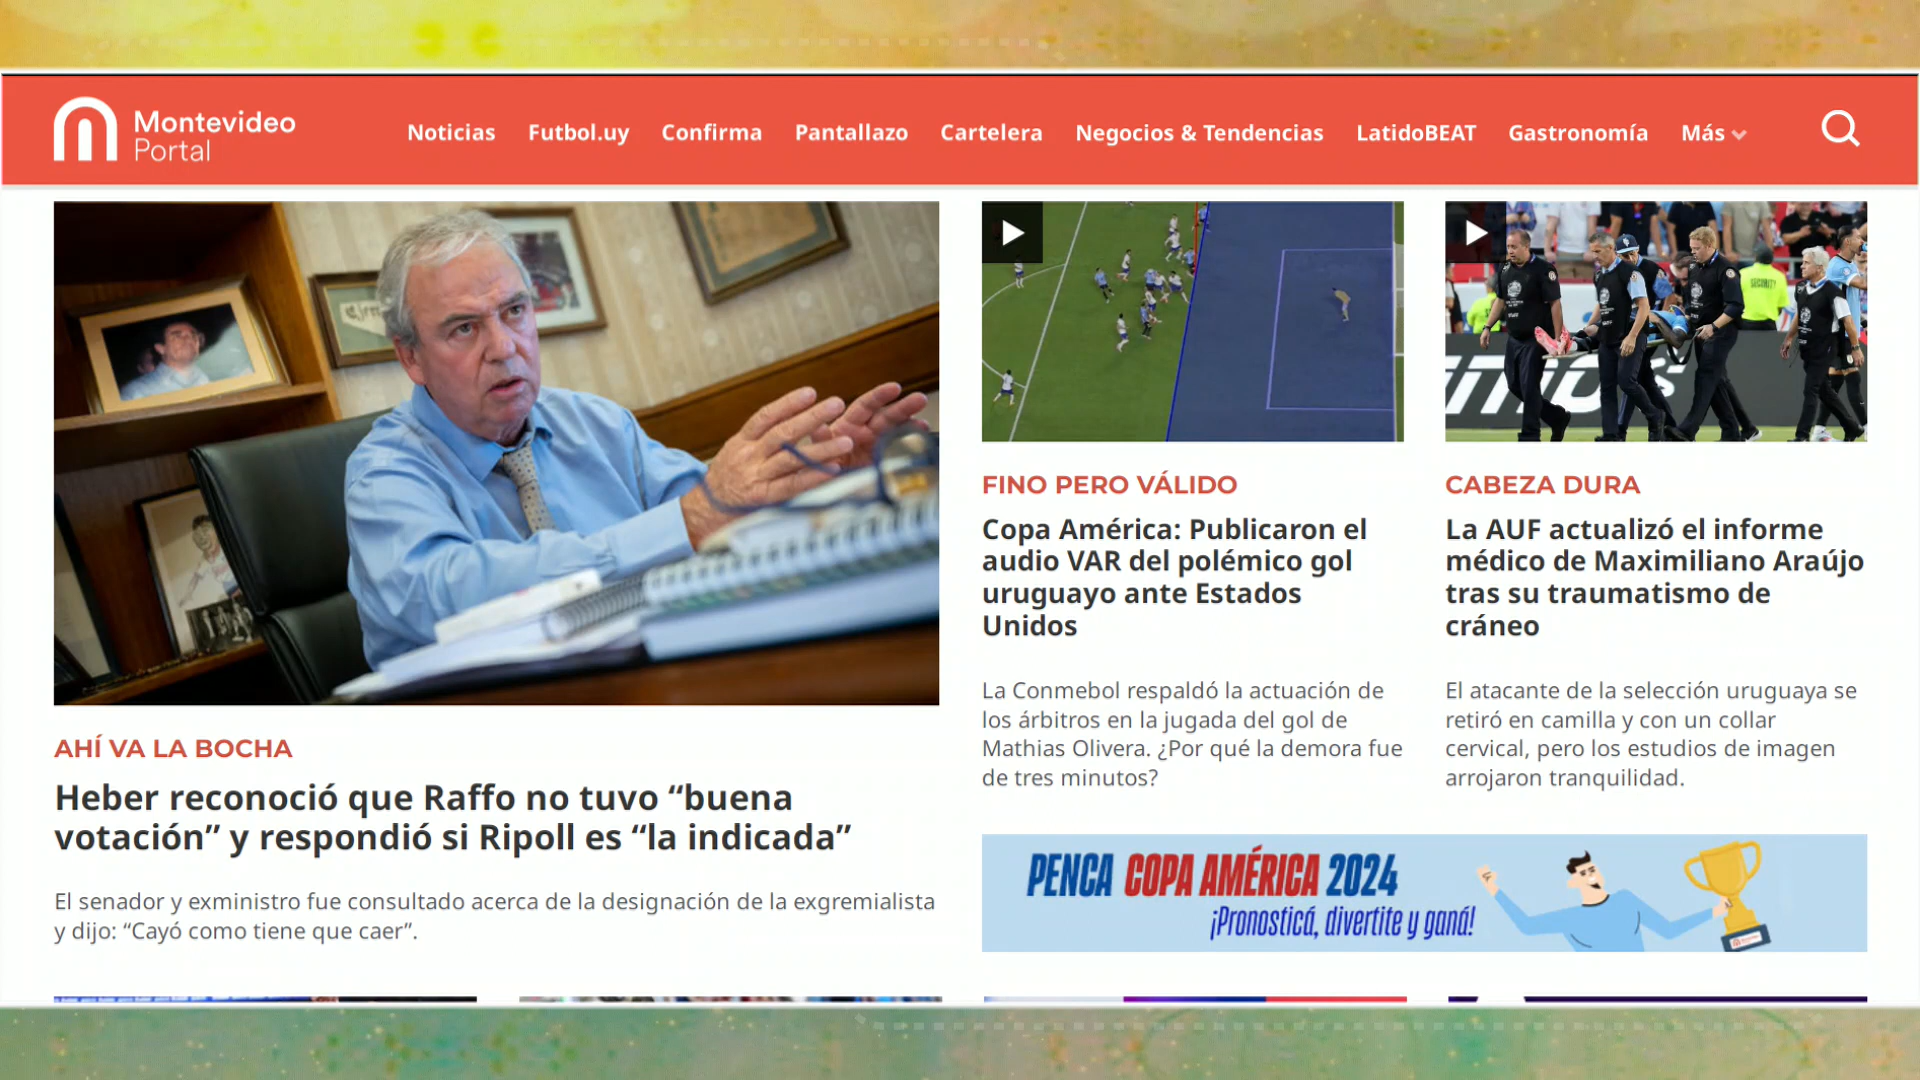 Montevideo
Portal
Noticias Futbol.uy Confirma Pantallazo Cartelera Negocios & Tendencias LatidoBEAT Gastronomía Más
AHÍ VA LA BOCHA
Heber reconoció que Raffo no tuvo “buena
votación” y respondió si Ripoll es “la indicada”
El senador y exministro fue consultado acerca de la designación de la exgremialista
y dijo: “Cayó como tiene que caer”.
FINO PERO VÁLIDO
Copa América: Publicaron el
audio VAR del polémico gol
uruguayo ante Estados
Unidos
La Conmebol respaldó la actuación de
los árbitros en la jugada del gol de
Mathias Olivera. ¿Por qué la demora fue
de tres minutos?
SECURITY
CABEZA DURA
La AUF actualizó el informe
médico de Maximiliano Araújo
tras su traumatismo de
cráneo
El atacante de la selección uruguaya se
retiró en camilla y con un collar
cervical, pero los estudios de imagen
arrojaron tranquilidad.
PENCA COPA AMÉRICA 2024
¡Pronosticá, divertite y ganá!